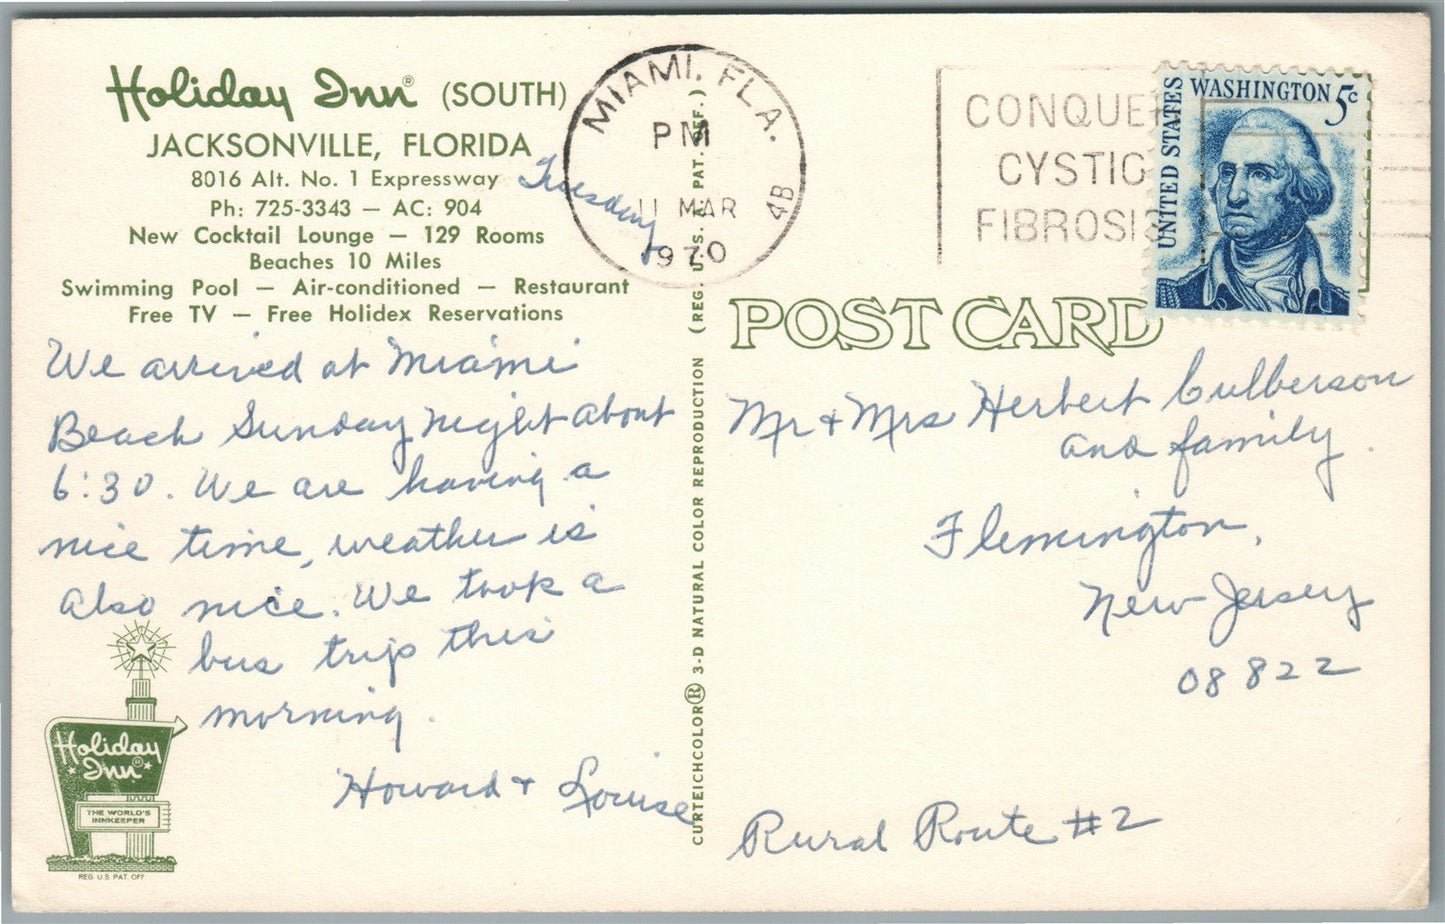 Holiday Inn® (SOUTH)
JACKSONVILLE, FLORIDA
8016 Alt. No. 1 Expressway
Ph: 725-3343 — AC: 904
New Cocktail Lounge — 129 Rooms
Beaches 10 Miles
Swimming Pool — Air-conditioned — Restaurant
Free TV — Free Holidex Reservations
Tuesday
We arrived at Miami
Beach Sunday night about
6:30. We are having a
nice time, weather is
also nice. We took a
bus trip this
morning.
Howard & Louise
Holiday
Inn®
THE WORLD'S
INNKEEPER
REG. U.S. PAT. OFF.
CURTEICHCOLOR® 3-D NATURAL COLOR REPRODUCTION (REG. U.S. PAT. OFF.)
MIAMI, FLA.
PM
11 MAR
1970
4B
CONQUER
CYSTIC
FIBROSIS
UNITED STATES
WASHINGTON 5c
POST CARD
Mr & Mrs Herbert Culberson
and family.
Flemington,
New Jersey
08822
Rural Route #2